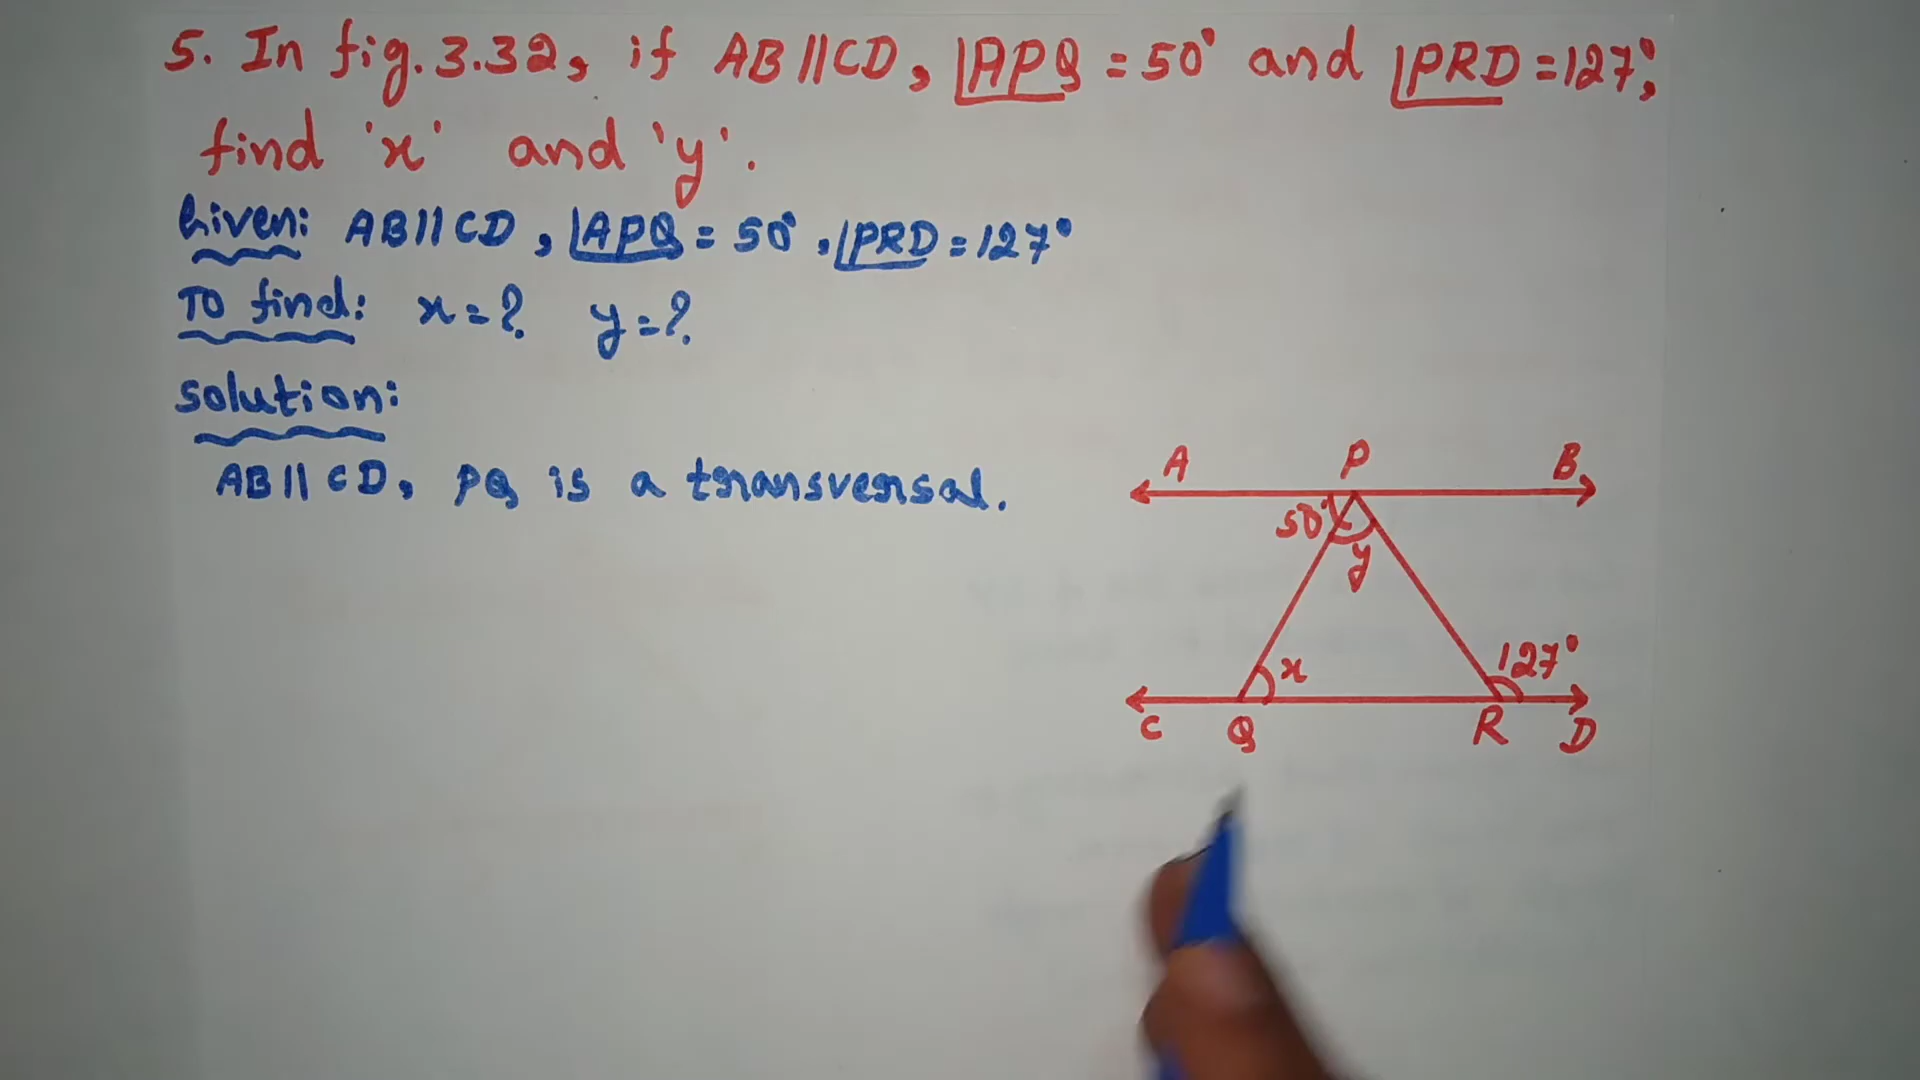 5. In fig. 3.32, if AB||CD, ∠APQ = 50° and ∠PRD = 127°,
find 'x' and 'y'.
Given: AB||CD, ∠APQ = 50°, ∠PRD = 127°
To find: x = ? y = ?
Solution:
AB||CD, PQ is a transversal.
A P B
50° y
x 127°
C Q R D